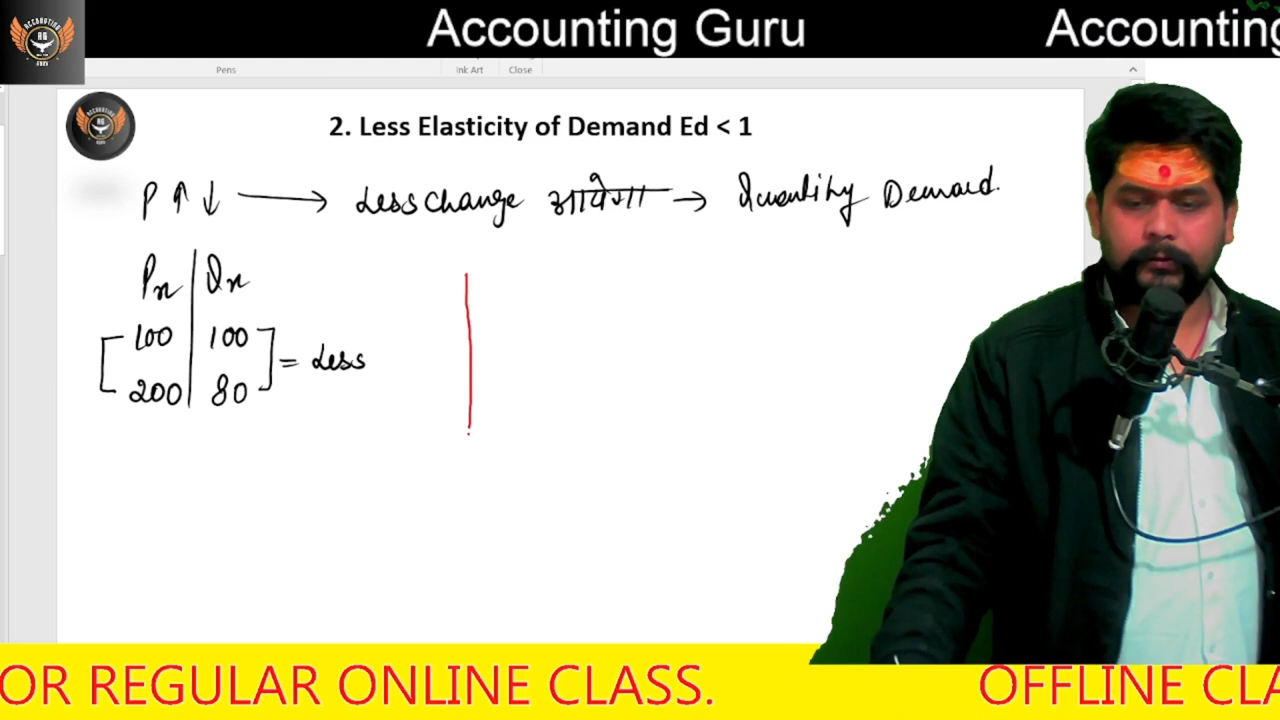 Accounting Guru
Accounting
Pens
Ink Art
Close
2. Less Elasticity of Demand Ed < 1
P ↑ ↓ → Less change आयेगा → Quantity Demand.
Px | Qx
100 | 100
200 | 80
= Less
OR REGULAR ONLINE CLASS.
OFFLINE CLA